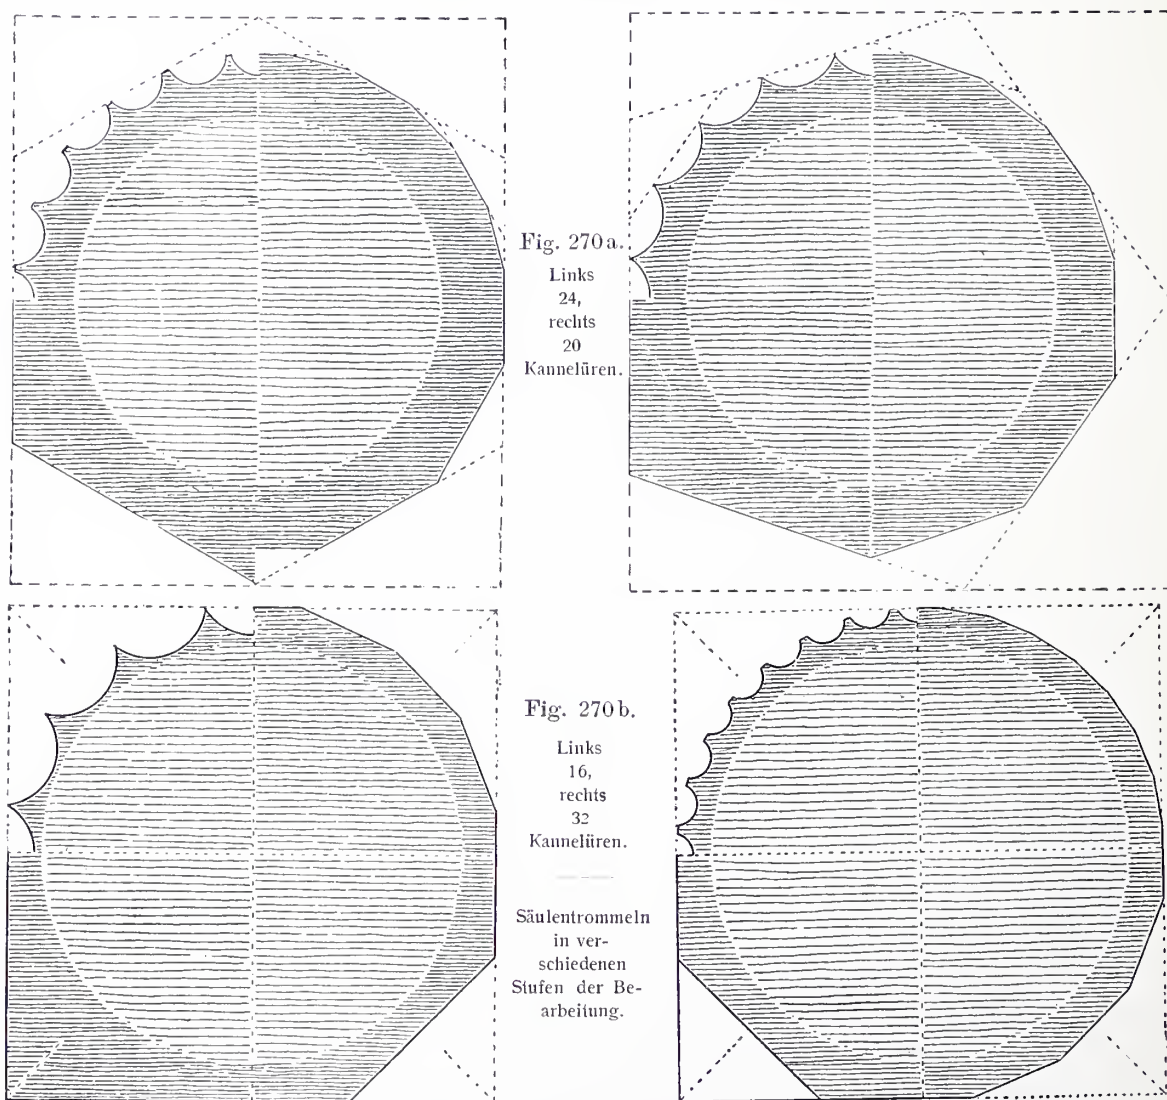 Fig. 270 a.
Links
24,
rechts
20
Kannelüren.
Fig. 270 b.
Links
16,
rechts
32
Kannelüren.
Säulentrommeln
in ver-
schiedenen
Stufen der Be-
arbeitung.